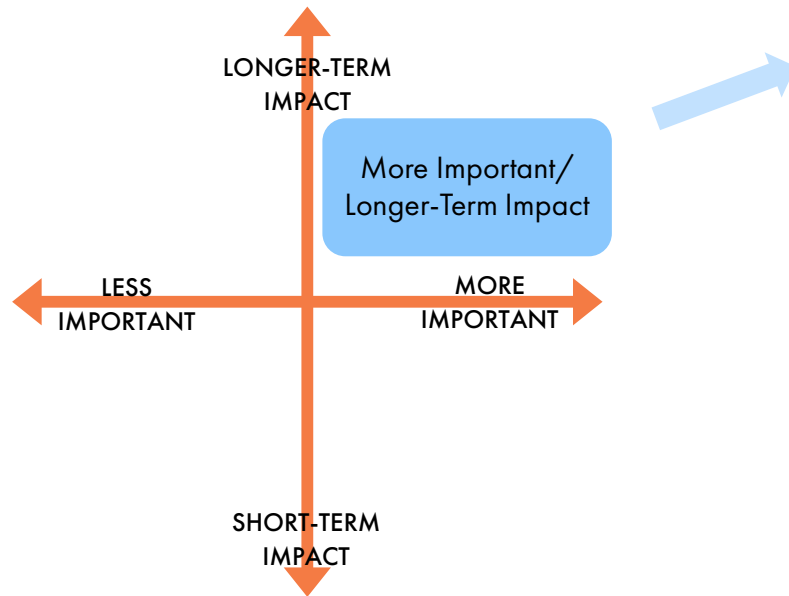 LONGER-TERM
IMPACT
More Important/
Longer-Term Impact
LESS
IMPORTANT
MORE
IMPORTANT
SHORT-TERM
IMPACT